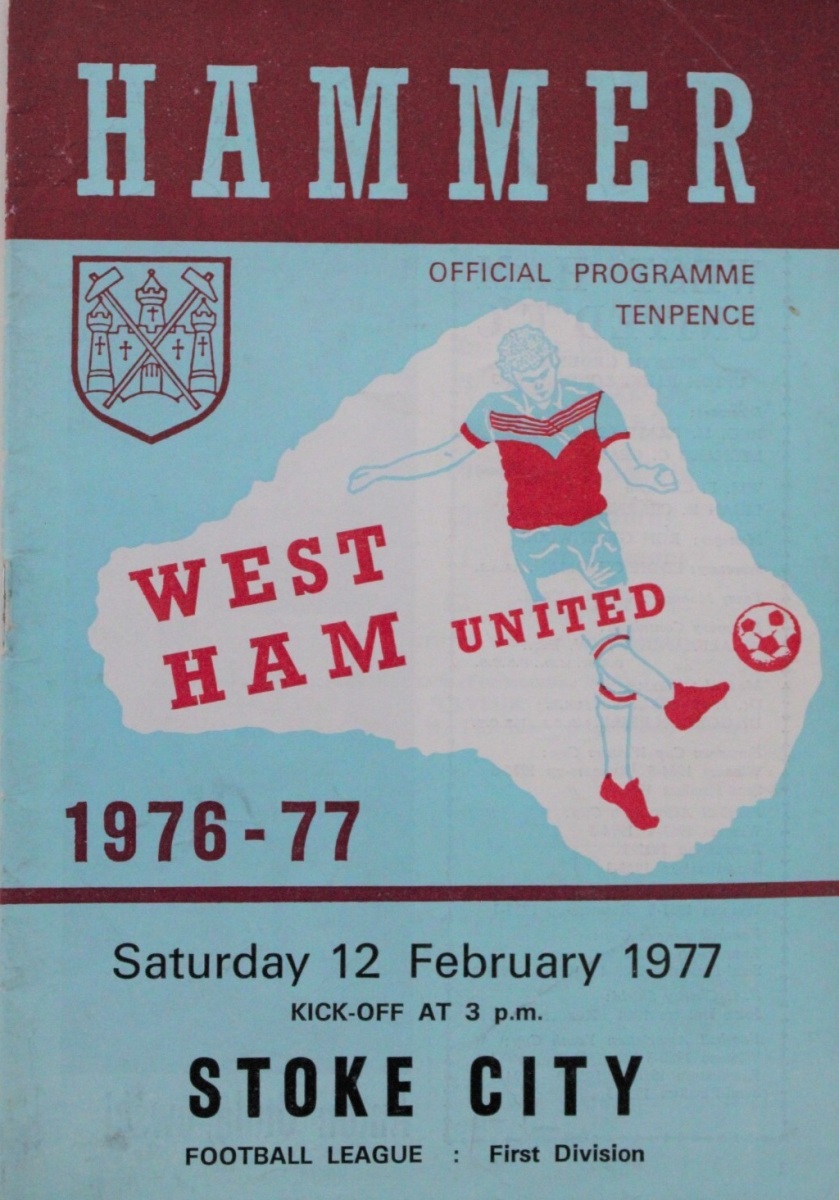 HAMMER
OFFICIAL PROGRAMME
TENPENCE
WEST
HAM UNITED
1976-77
Saturday 12 February 1977
KICK-OFF AT 3 p.m.
STOKE CITY
FOOTBALL LEAGUE : First Division